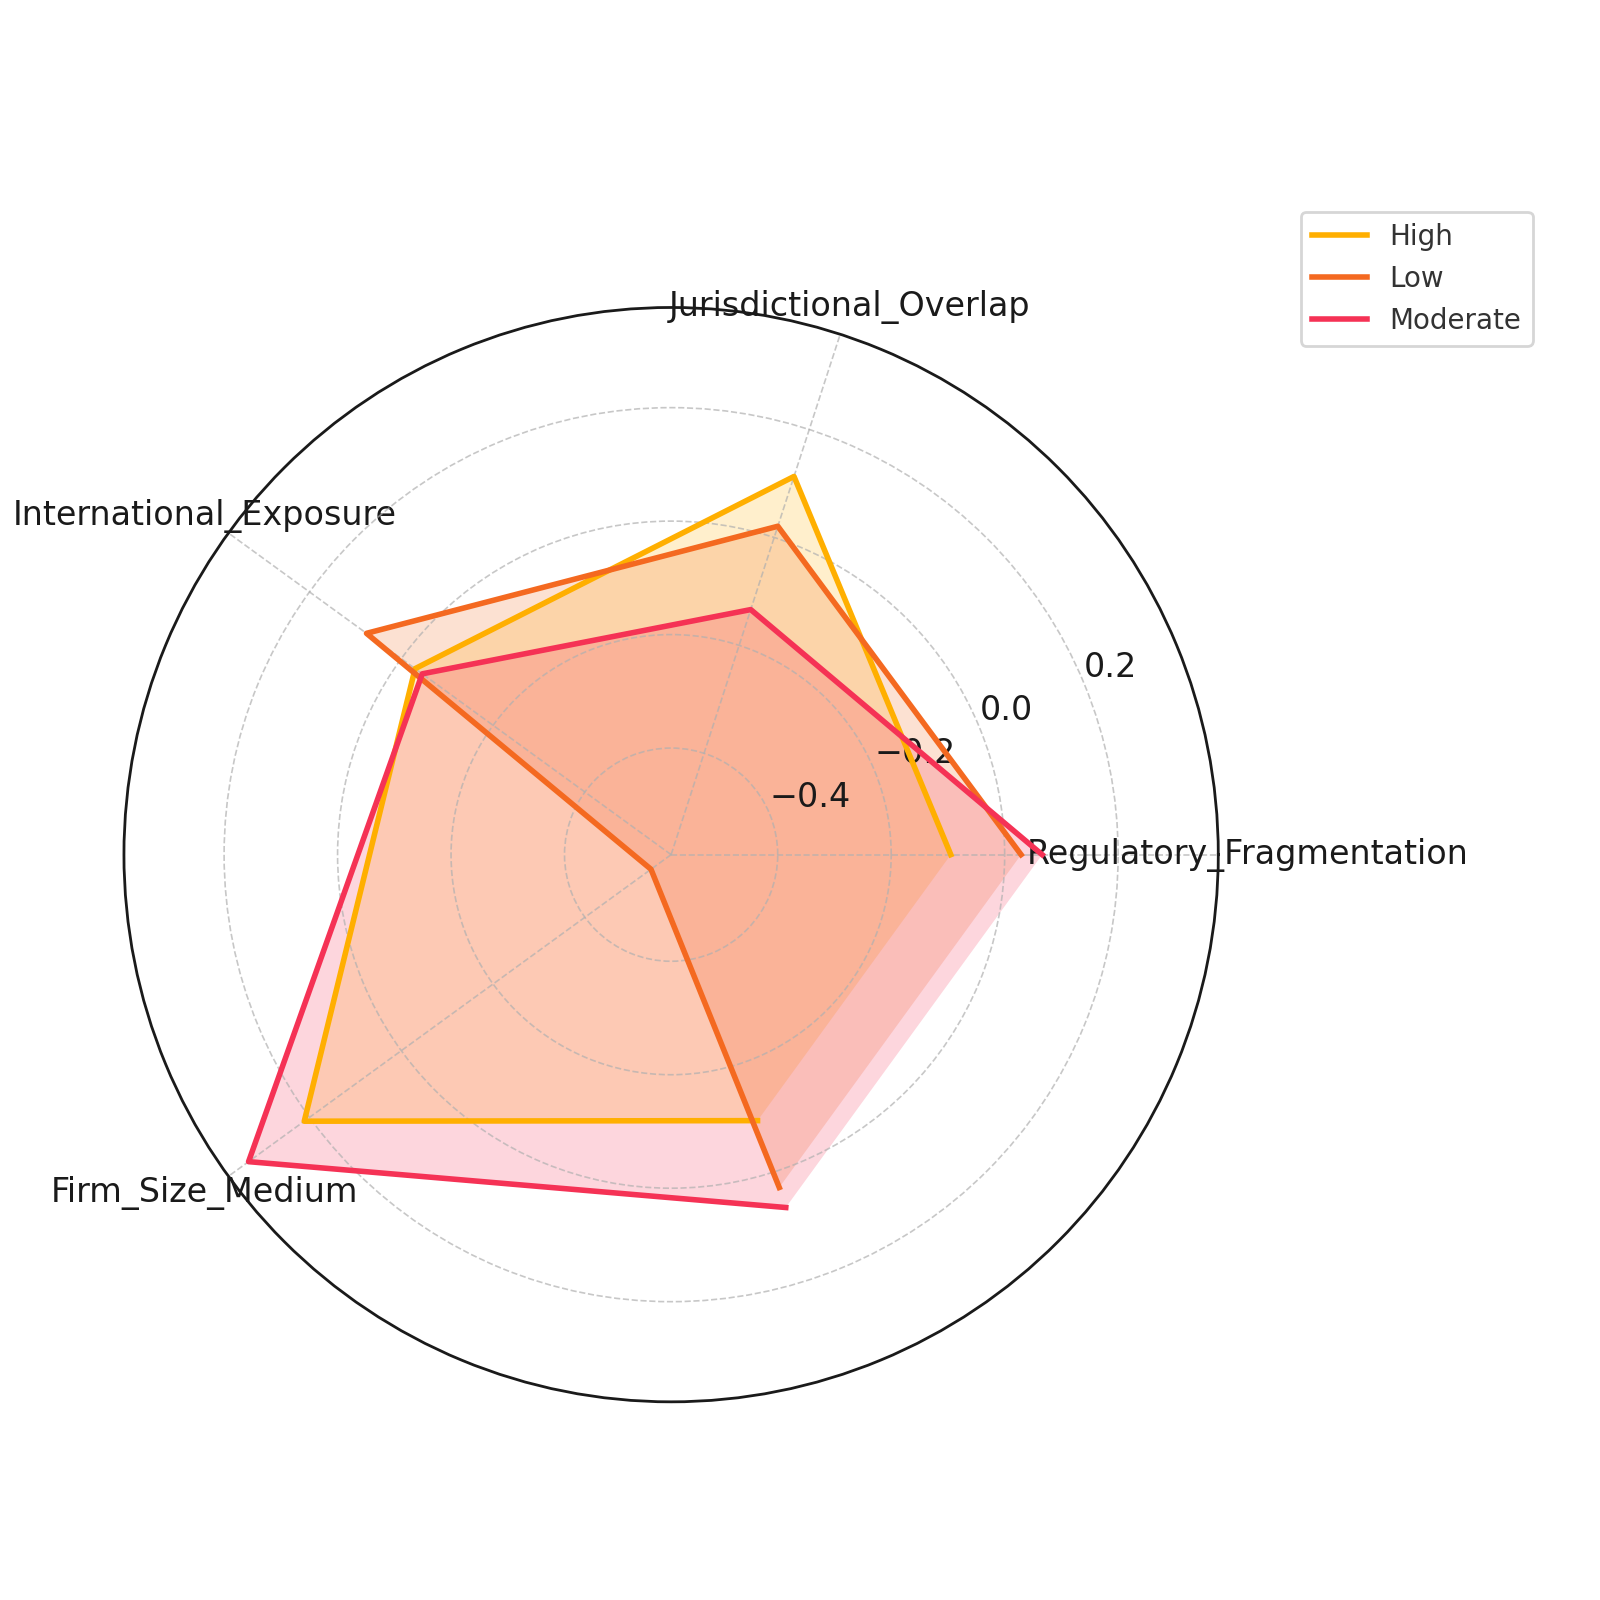 High
Low
Moderate
Jurisdictional_Overlap
International_Exposure
0.2
0.0
−0.2
−0.4
Regulatory_Fragmentation
Firm_Size_Medium